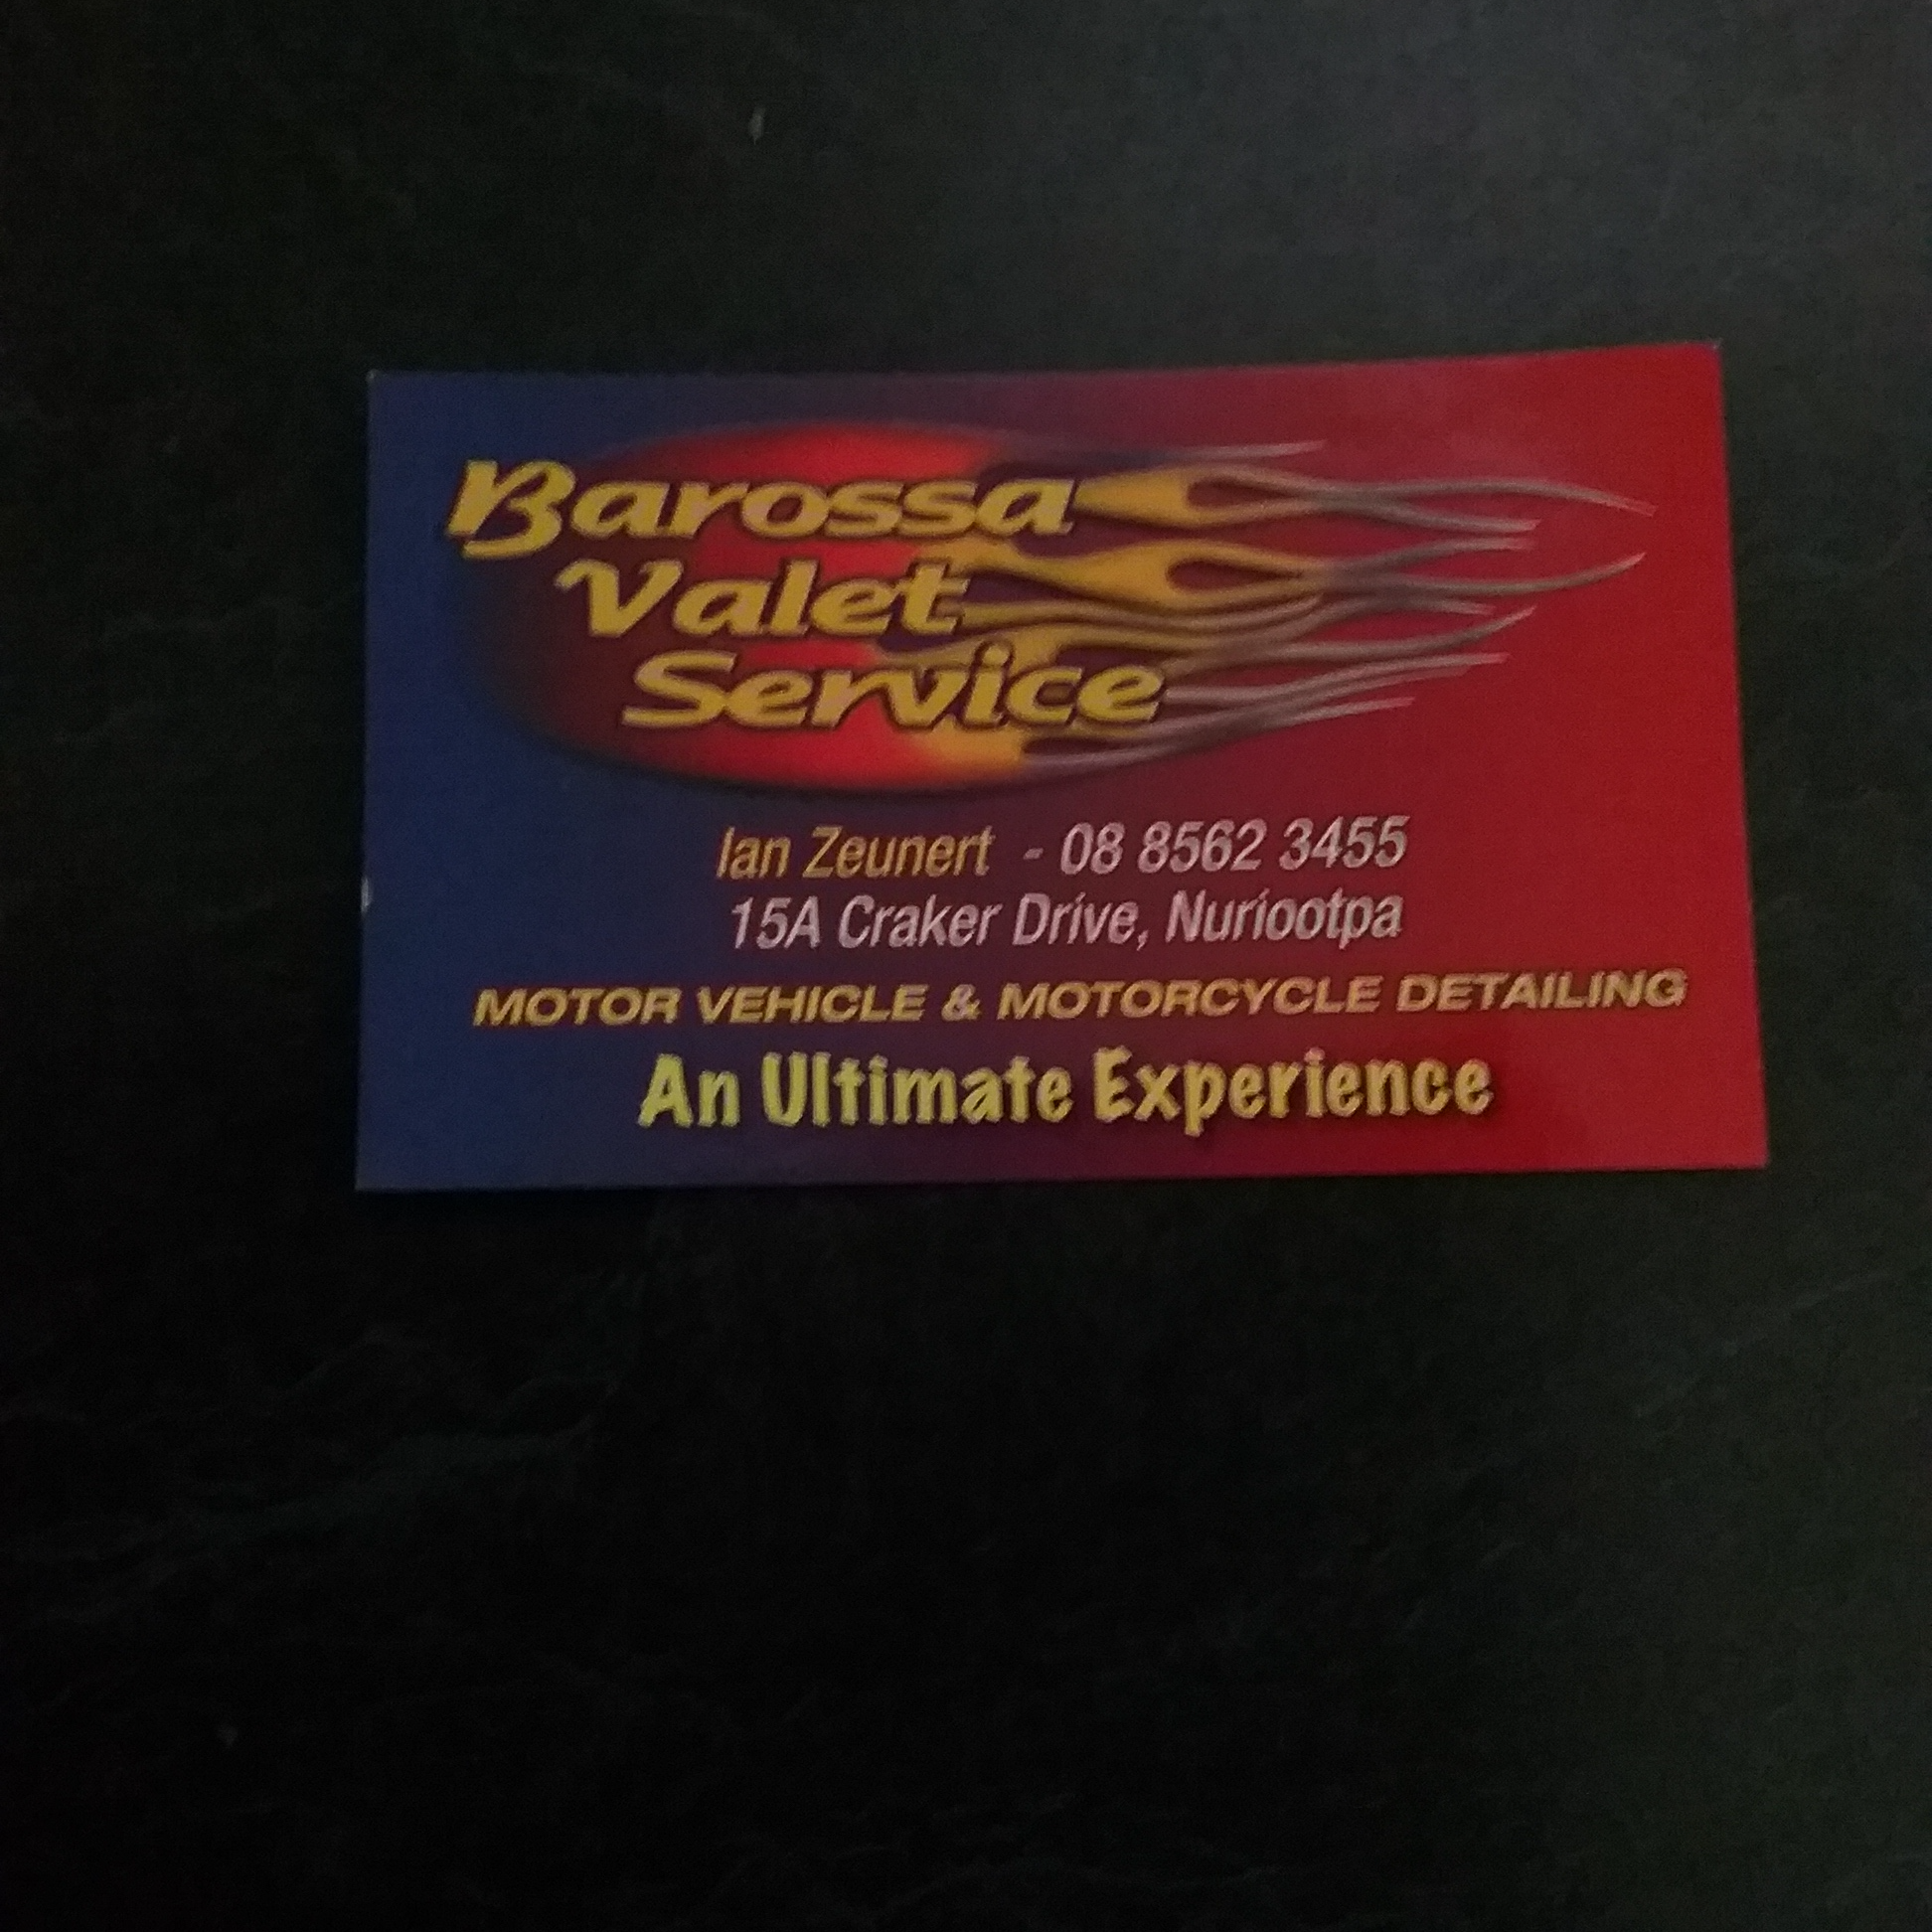 Barossa
Valet
Service
Ian Zeunert - 08 8562 3455
15A Craker Drive, Nuriootpa
MOTOR VEHICLE & MOTORCYCLE DETAILING
An Ultimate Experience